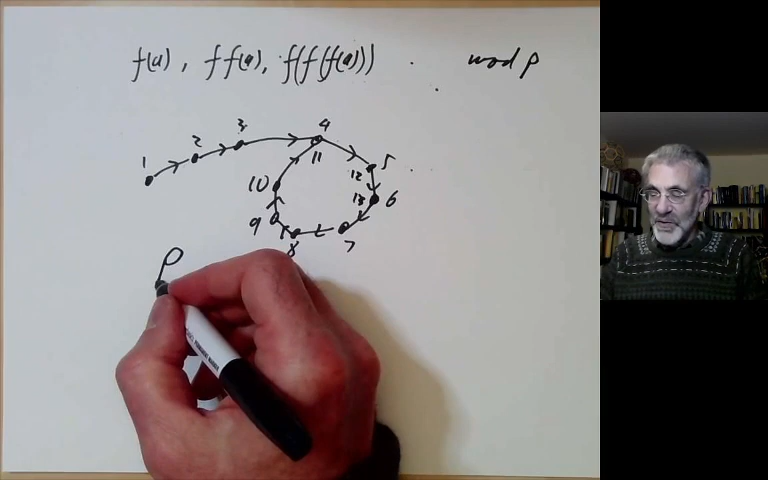 f(a), ff(a), f(f(f(a))) . mod p
1 2 3 4
11 5
12
10 13 6
9 8 7
ρ